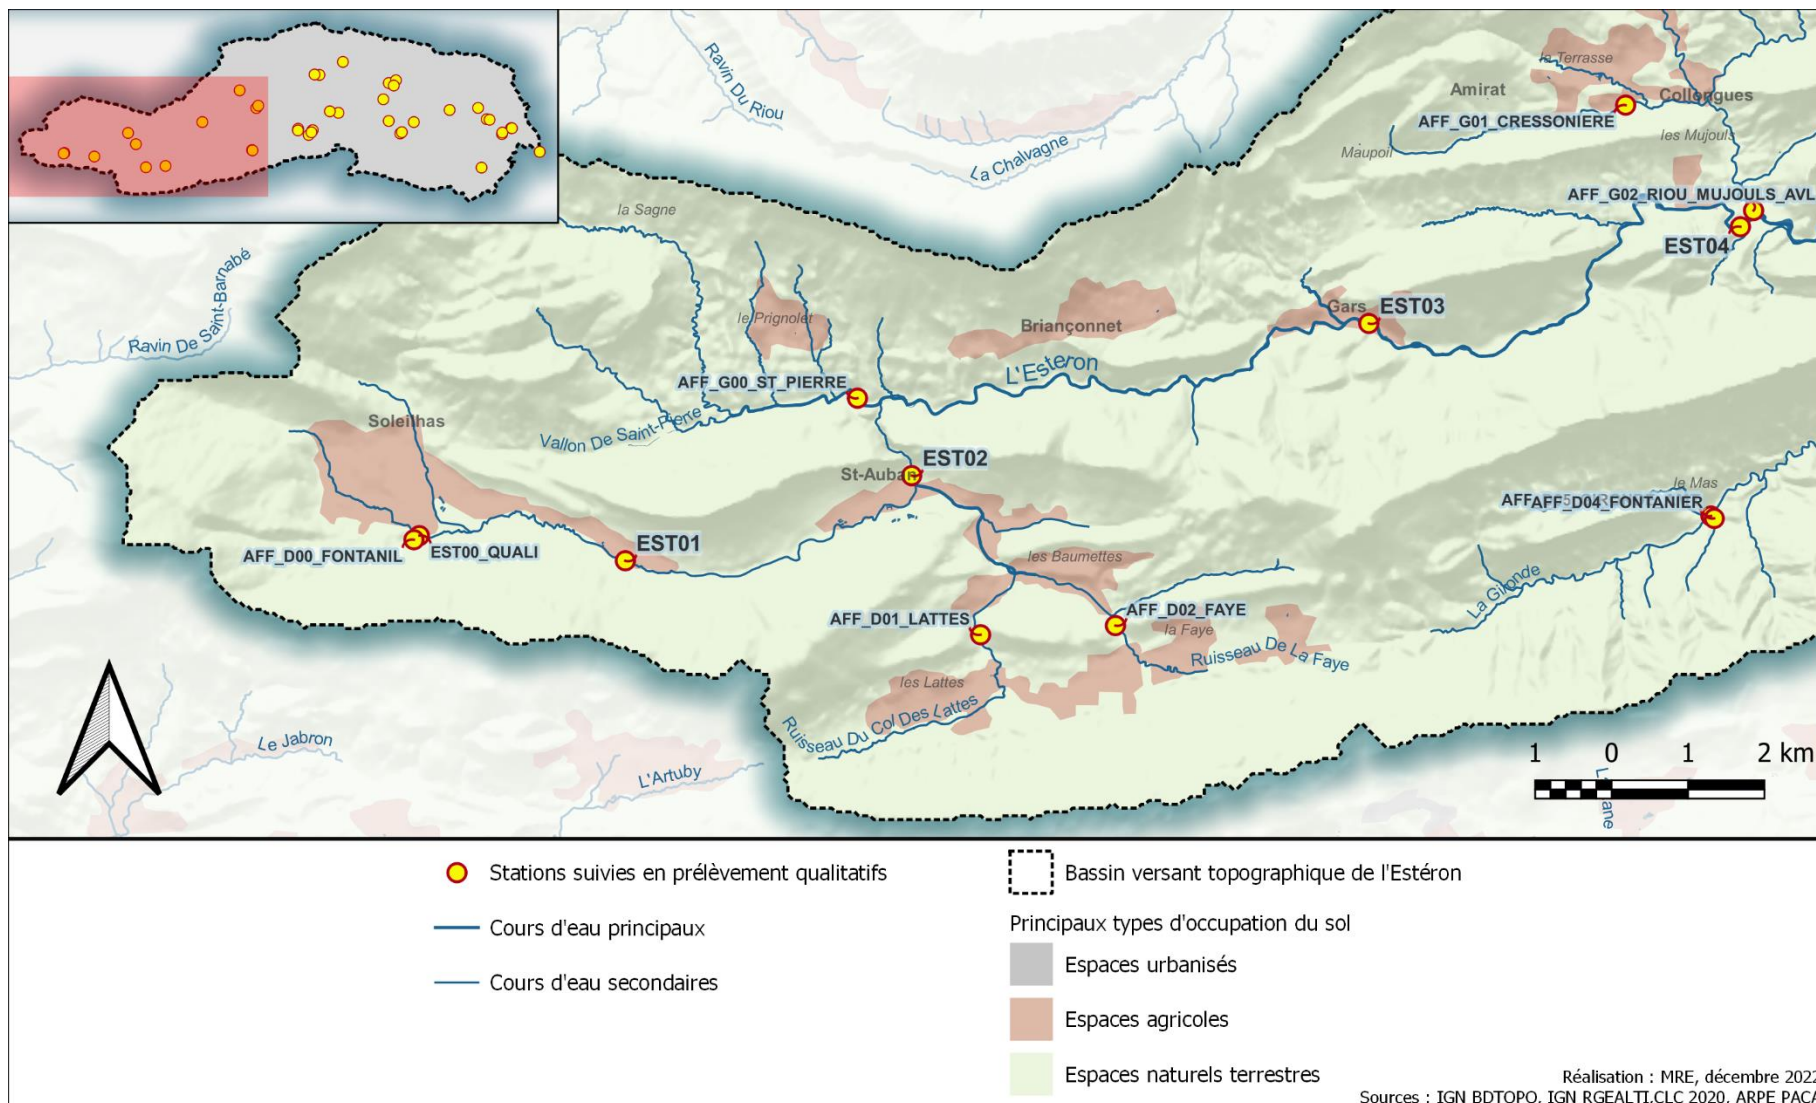 Ravin Du Riou
La Chalvagne
la Terrasse
Amirat
Collongues
AFF_G01_CRESSONIERE
les Mujouls
Maupoil
AFF_G02_RIOU_MUJOULS_AVL
EST04
la Sagne
Ravin De Saint-Barnabé
le Prignolet
Briançonnet
Gars
EST03
L'Esteron
AFF_G00_ST_PIERRE
Vallon De Saint-Pierre
Soleilhas
St-Auban
EST02
le Mas
AFF_D04_FONTANIER
AFF_D00_FONTANIL
EST00_QUALI
EST01
les Baumettes
La Gironde
AFF_D01_LATTES
AFF_D02_FAYE
la Faye
Ruisseau De La Faye
les Lattes
Ruisseau Du Col Des Lattes
Le Jabron
L'Artuby
1 0 1 2 km
Stations suivies en prélèvement qualitatifs
Cours d'eau principaux
Cours d'eau secondaires
Bassin versant topographique de l'Estéron
Principaux types d'occupation du sol
Espaces urbanisés
Espaces agricoles
Espaces naturels terrestres
Réalisation : MRE, décembre 2022
Sources : IGN BDTOPO, IGN RGEALTI,CLC 2020, ARPE PACA